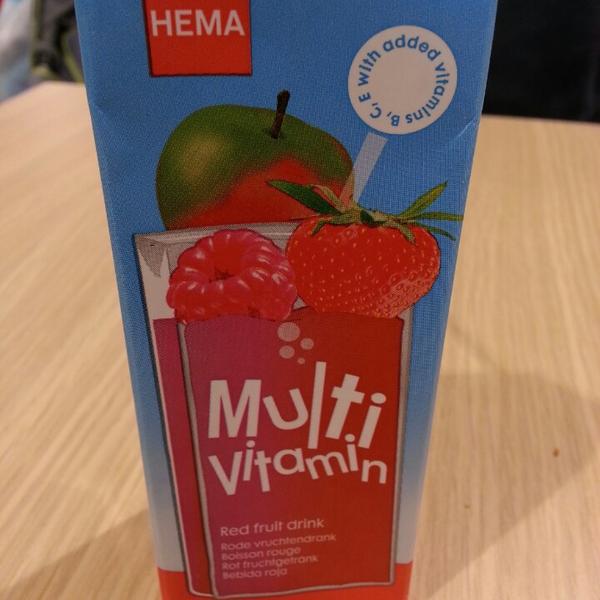 HEMA
with added vitamins B, C, E
Multi
Vitamin
Red fruit drink
Rode vruchtendrank
Boisson rouge
Rot fruchtgetränk
Bebida roja